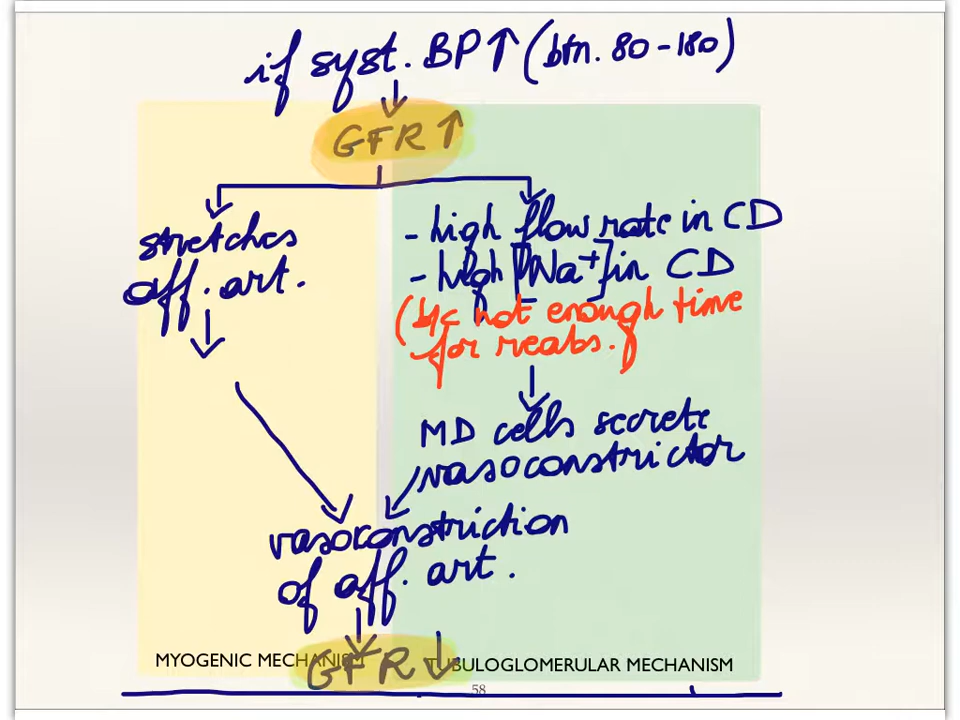 if syst. BP↑ (btn. 80-180)
GFR↑
stretches
aff. art.
- high flow rate in CD
- high [Na+] in CD
(b/c not enough time
for reabs.)
MD cells secrete
vasoconstrictor
vasoconstriction
of aff. art.
GFR↓
MYOGENIC MECHANISM
TUBULOGLOMERULAR MECHANISM
58